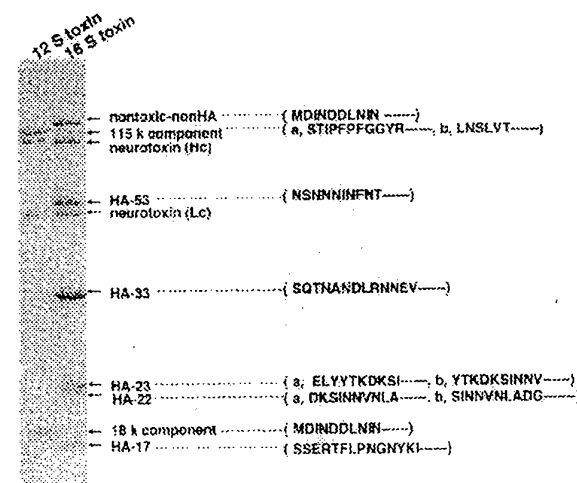 12 S toxin
16 S toxin
nontoxic-nonHA ( MDINDDLNIN ------)
115 k component ( a, STIPFPFGGYR------, b, LNSLVT------)
neurotoxin (Hc)
HA-53 ( NSNNNINFNT------)
neurotoxin (Lc)
HA-33 ( SQTNANDLRNNEV------)
HA-23 ( a, ELYYTKDKSI------, b, YTKDKSINNV------)
HA-22 ( a, DKSINNVNLA------, b, SINNVNLADG------)
18 k component ( MDINDDLNIN------)
HA-17 ( SSERTFLPNGNYKI------)